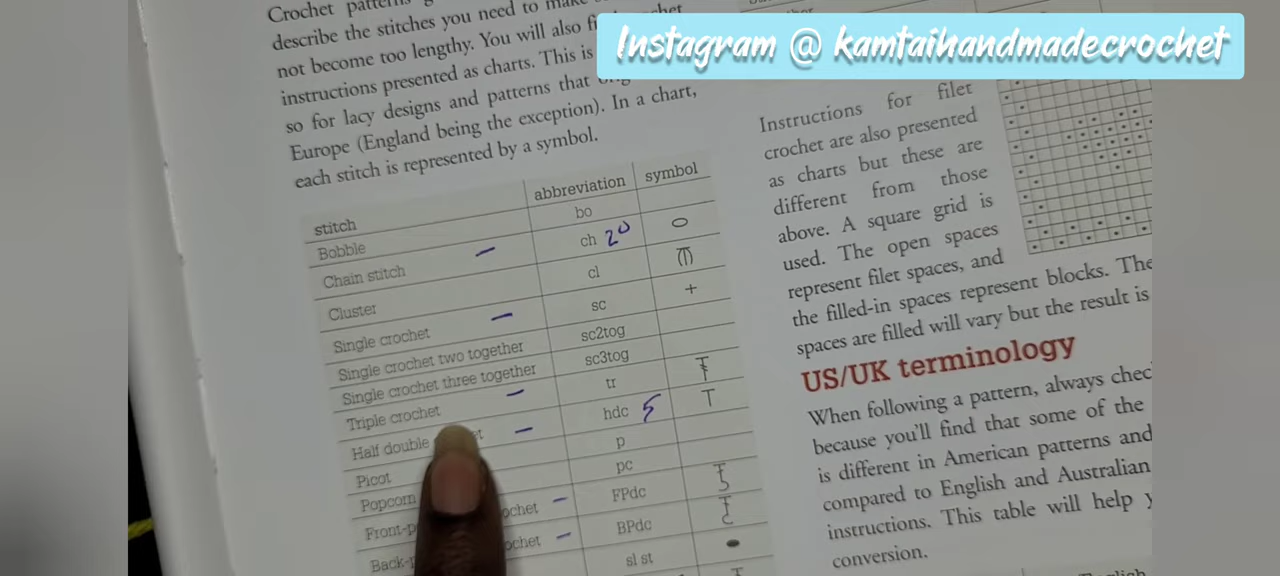 Instagram @ kamtaihandmadecrochet
Crochet patterns
describe the stitches you need to make
not become too lengthy. You will also
instructions presented as charts. This is
so for lacy designs and patterns that
Europe (England being the exception). In a chart,
each stitch is represented by a symbol.
stitch abbreviation symbol
Bobble bo
Chain stitch – ch 20
Cluster cl
Single crochet – sc +
Single crochet two together sc2tog
Single crochet three together sc3tog
Triple crochet – tr
Half double – hdc 5
Picot p
Popcorn pc
ochet – FPdc
ochet – BPdc
sl st
Instructions for filet
crochet are also presented
as charts but these are
different from those
above. A square grid is
used. The open spaces
represent filet spaces, and
the filled-in spaces represent blocks. The
spaces are filled will vary but the result is
US/UK terminology
When following a pattern, always chec
because you'll find that some of the
is different in American patterns and
compared to English and Australian
instructions. This table will help y
conversion.
English